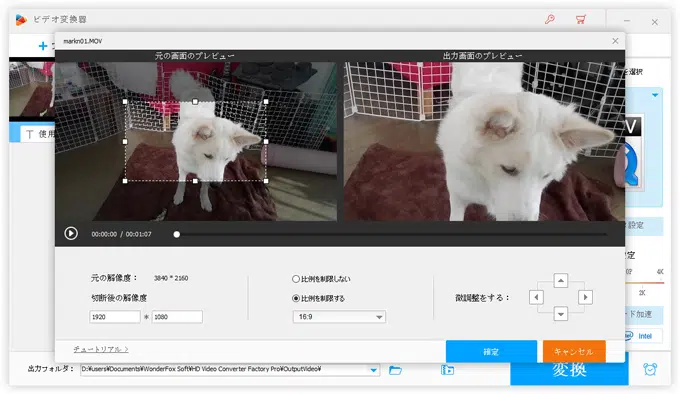 ビデオ変換器
markn01.MOV
元の画面のプレビュー
出力画面のプレビュー
を選択
使用
V
00:00:00 / 00:01:07
元の解像度： 3840 * 2160
切断後の解像度
1920 * 1080
比例を制限しない
比例を制限する
16:9
微調整をする：
設定
定
4K
2K
ード加速
Intel
チュートリアル >
確定
キャンセル
出力フォルダ： D:¥users¥Documents¥WonderFox Soft¥HD Video Converter Factory Pro¥OutputVideo¥
変換